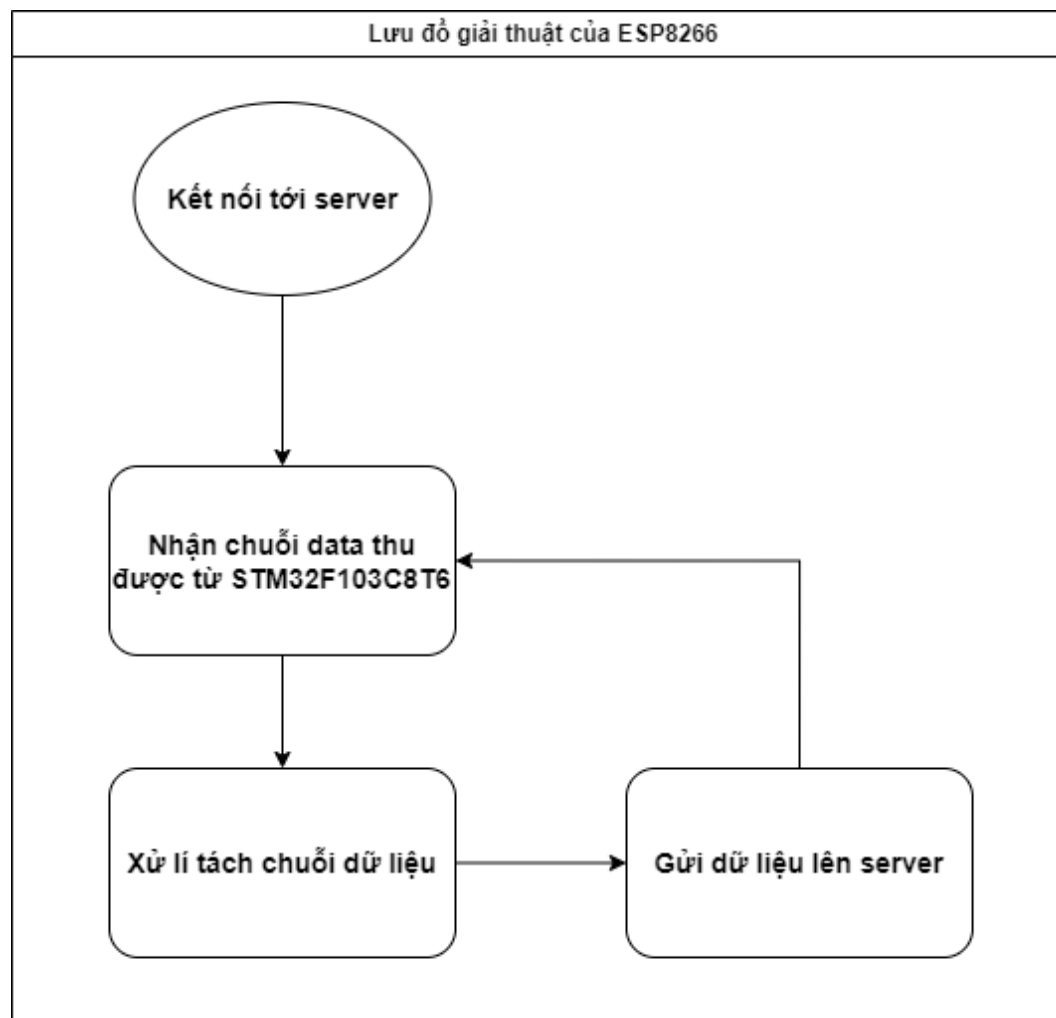 Lưu đồ giải thuật của ESP8266
Kết nối tới server
Nhận chuỗi data thu
được từ STM32F103C8T6
Xử lí tách chuỗi dữ liệu
Gửi dữ liệu lên server